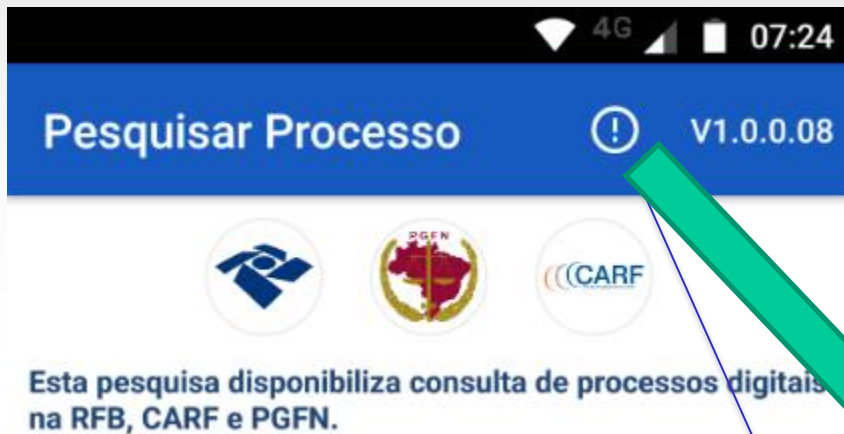 4G 07:24
Pesquisar Processo V1.0.0.08
PGFN
CARF
Esta pesquisa disponibiliza consulta de processos digitais
na RFB, CARF e PGFN.